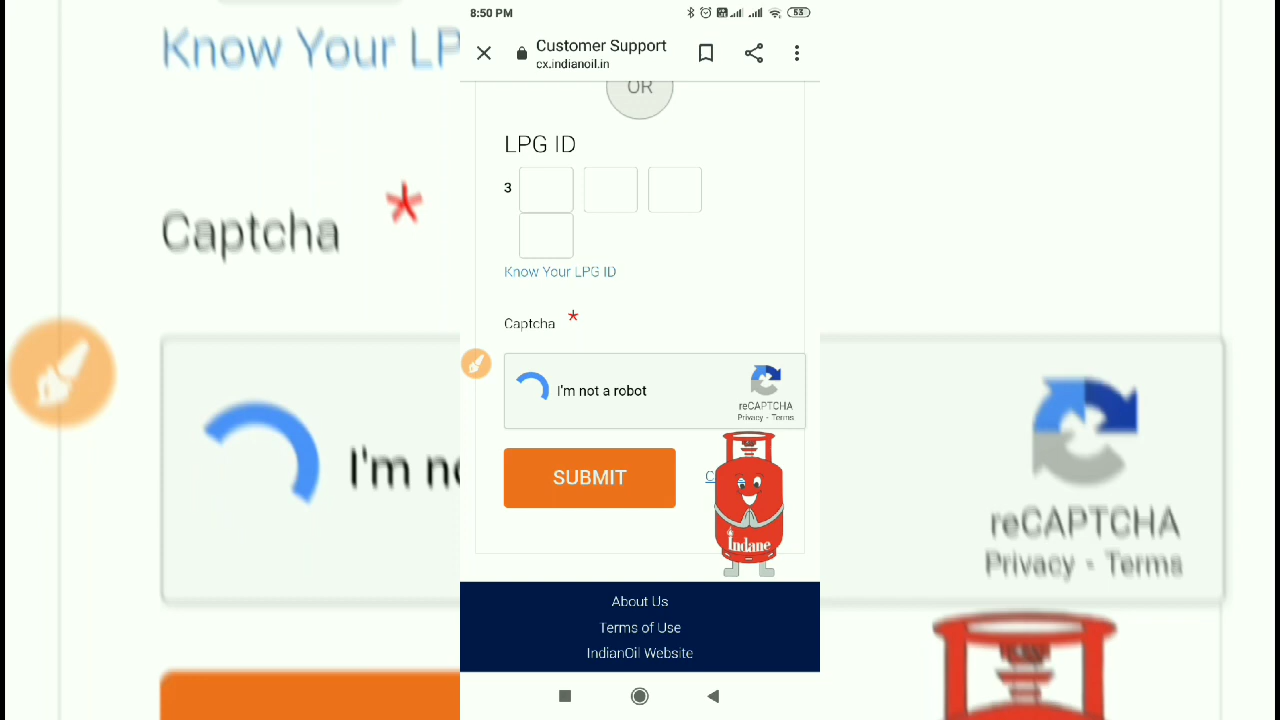 8:50 PM
53
Customer Support
cx.indianoil.in
OR
LPG ID
3
Know Your LPG ID
Captcha *
I'm not a robot
reCAPTCHA
Privacy - Terms
SUBMIT
C
Indane
About Us
Terms of Use
IndianOil Website
Know Your LP
Captcha *
I'm no
reCAPTCHA
Privacy - Terms